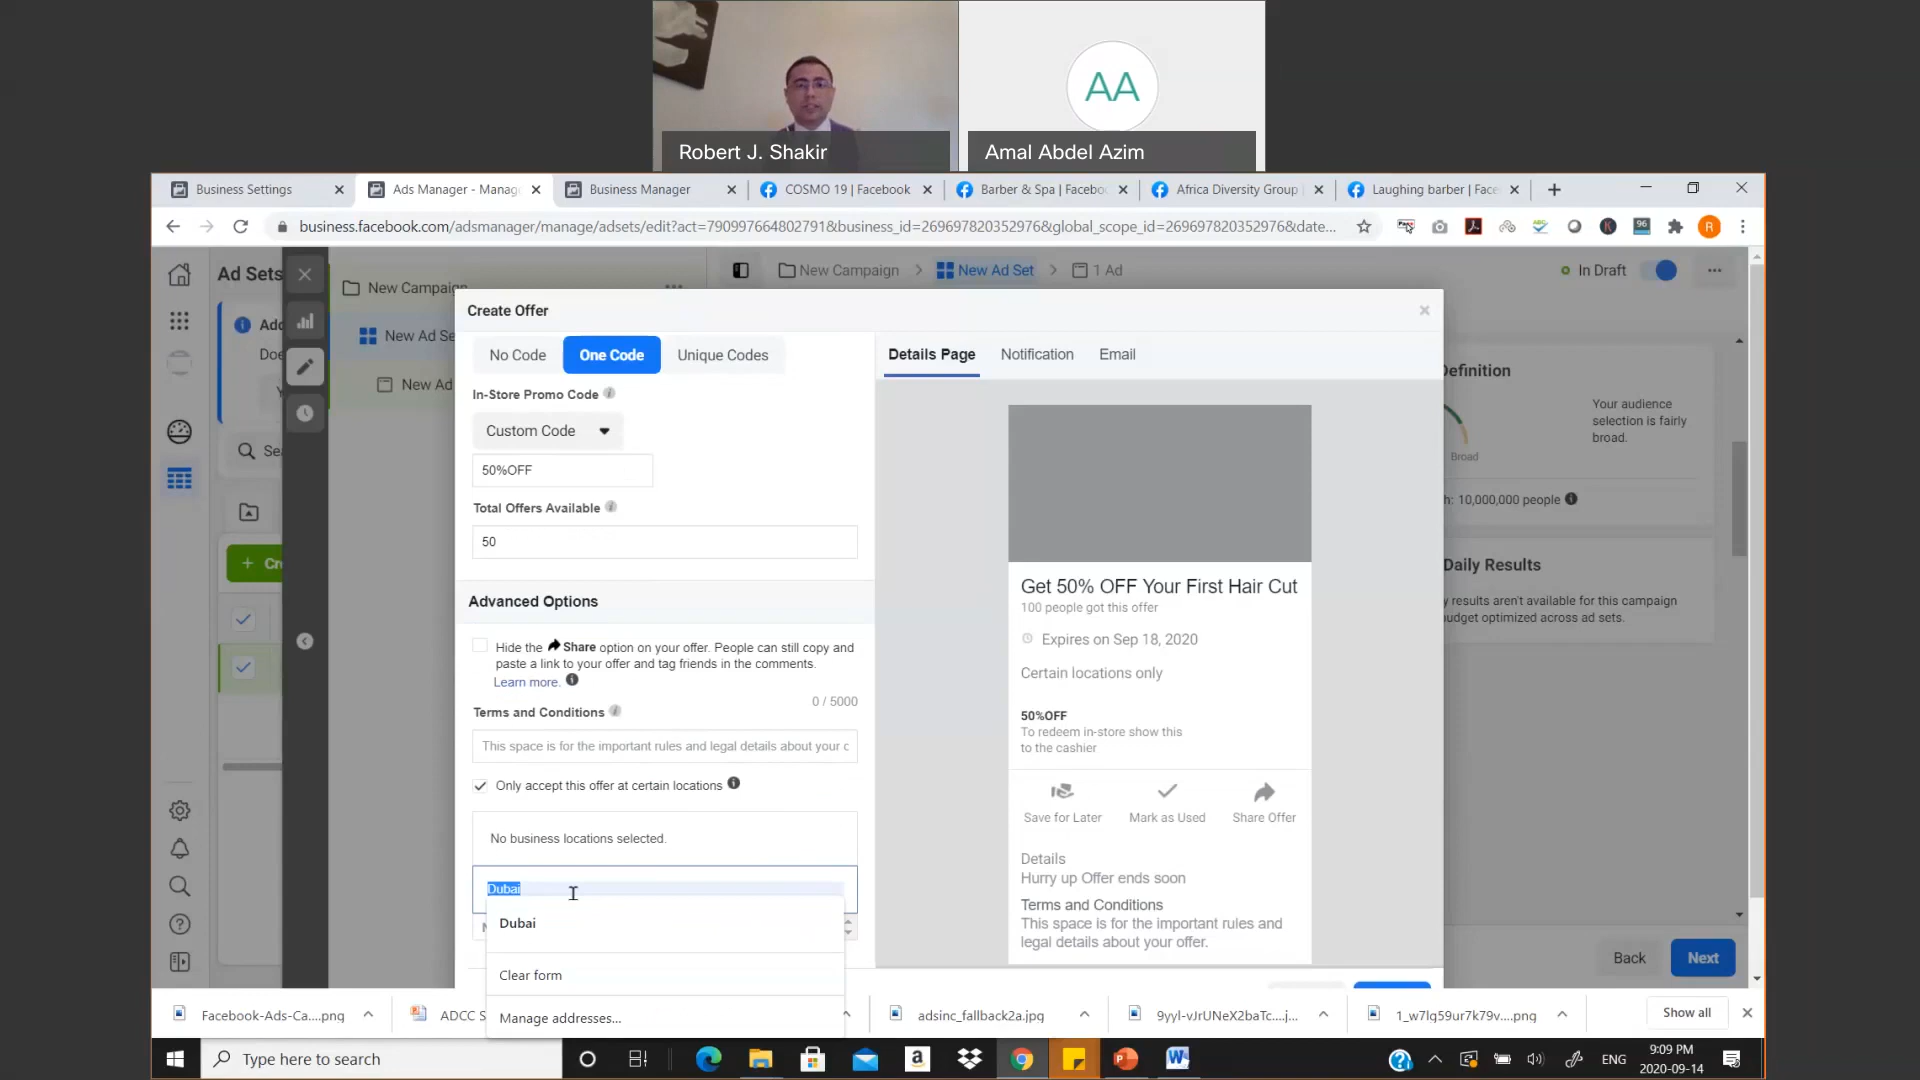 AA
Robert J. Shakir
Amal Abdel Azim
Business Settings
Ads Manager - Manag
Business Manager
COSMO 19 | Facebook
Barber & Spa | Facebo
Africa Diversity Group
Laughing barber | Face
business.facebook.com/adsmanager/manage/adsets/edit?act=790997664802791&business_id=2696978203529​76&global_scope_id=269697820352976&date...
96
R
Ad Sets
New Campaign
New Campaign
New Ad Set
1 Ad
In Draft
Create Offer
Doe
New Ad Se
New Ad
Sea
No Code
One Code
Unique Codes
In-Store Promo Code
Custom Code
50%OFF
Total Offers Available
50
Advanced Options
Hide the Share option on your offer. People can still copy and
paste a link to your offer and tag friends in the comments.
Learn more.
0 / 5000
Terms and Conditions
This space is for the important rules and legal details about your c
Only accept this offer at certain locations
No business locations selected.
Dubai
Dubai
Clear form
Manage addresses...
Details Page
Notification
Email
Get 50% OFF Your First Hair Cut
100 people got this offer
Expires on Sep 18, 2020
Certain locations only
50%OFF
To redeem in-store show this
to the cashier
Save for Later
Mark as Used
Share Offer
Details
Hurry up Offer ends soon
Terms and Conditions
This space is for the important rules and
legal details about your offer.
Definition
Your audience
selection is fairly
broad.
Broad
h: 10,000,000 people
Daily Results
y results aren't available for this campaign
udget optimized across ad sets.
Back
Next
Facebook-Ads-Ca....png
ADCC S
adsinc_fallback2a.jpg
9yyl-vJrUNeX2baTc....j...
1_w7lg59ur7k79v....png
Show all
Type here to search
ENG
9:09 PM
2020-09-14